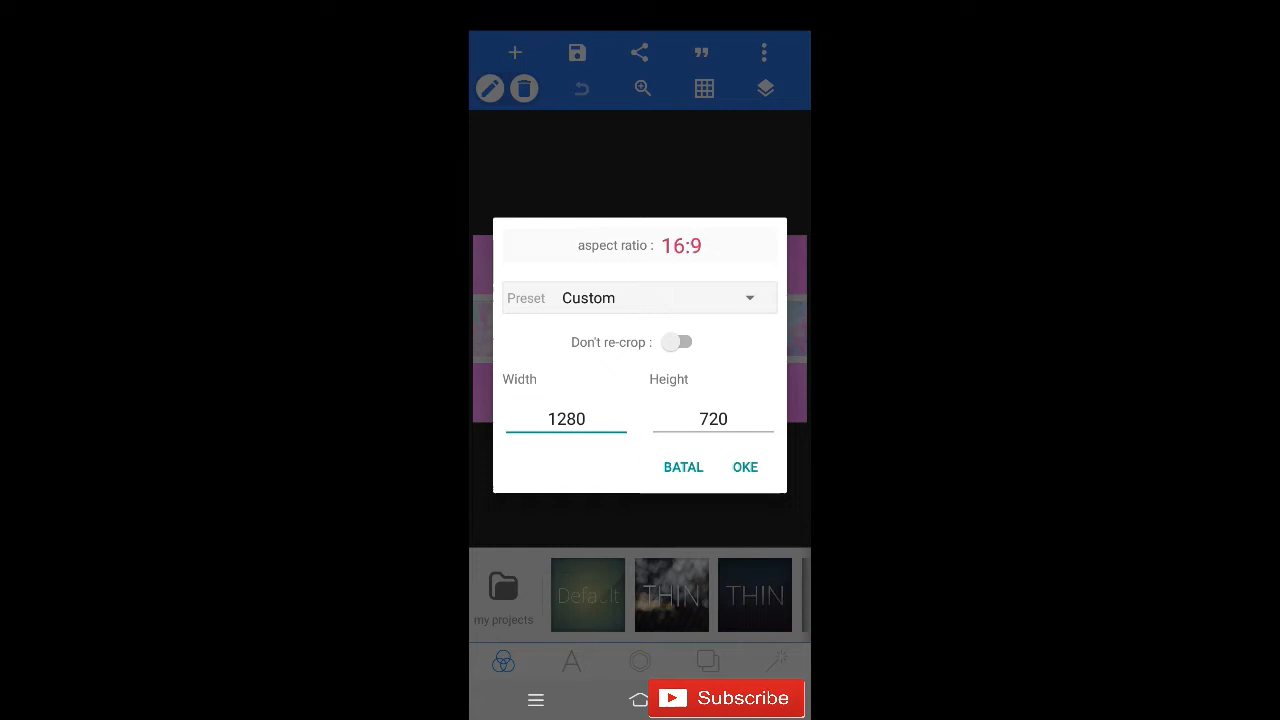 aspect ratio : 16:9
Preset Custom
Don't re-crop :
Width Height
1280 720
BATAL OKE
my projects
Default THIN THIN
Subscribe